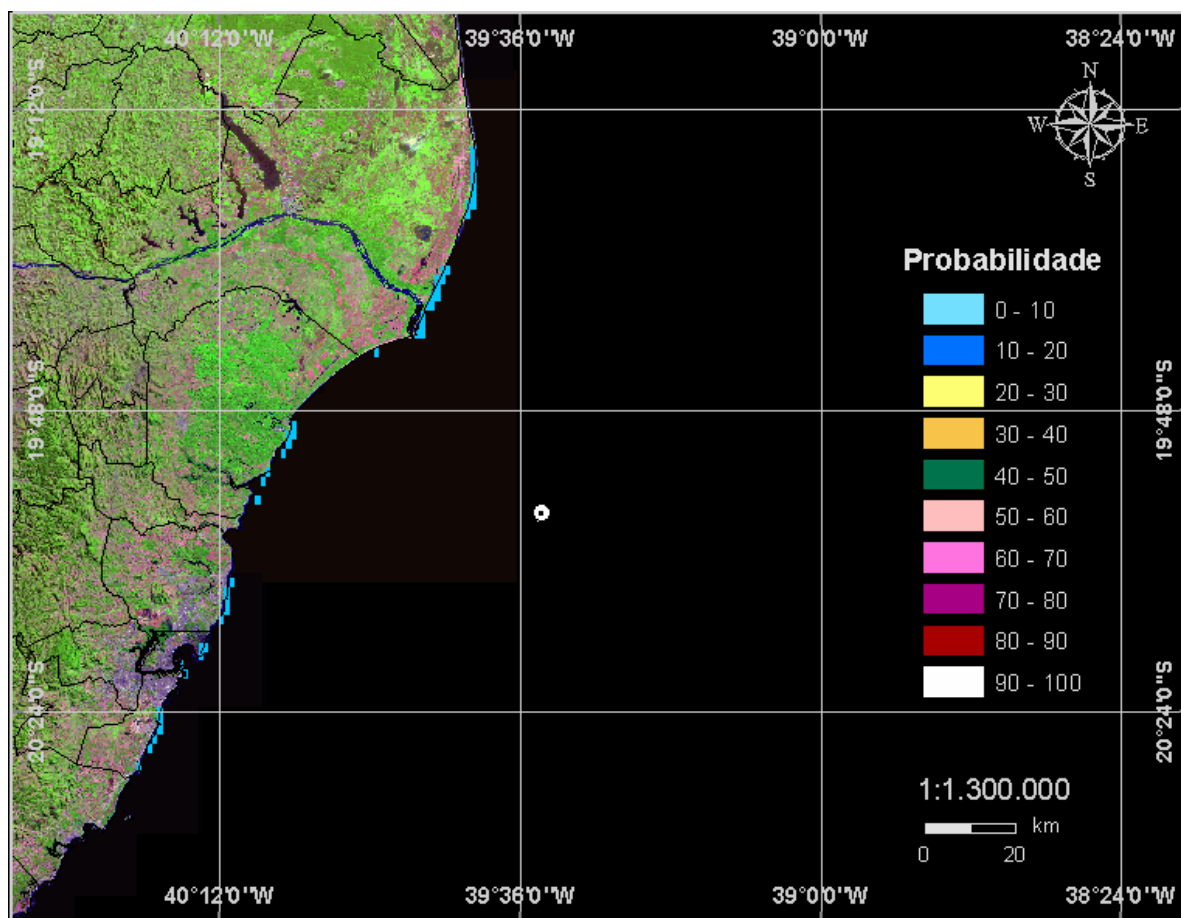 40°12'0"W 39°36'0"W 39°0'0"W 38°24'0"W
N
W E
S
19°12'0"S
19°48'0"S 19°48'0"S
20°24'0"S 20°24'0"S
Probabilidade
0 - 10
10 - 20
20 - 30
30 - 40
40 - 50
50 - 60
60 - 70
70 - 80
80 - 90
90 - 100
1:1.300.000
km
0 20
40°12'0"W 39°36'0"W 39°0'0"W 38°24'0"W